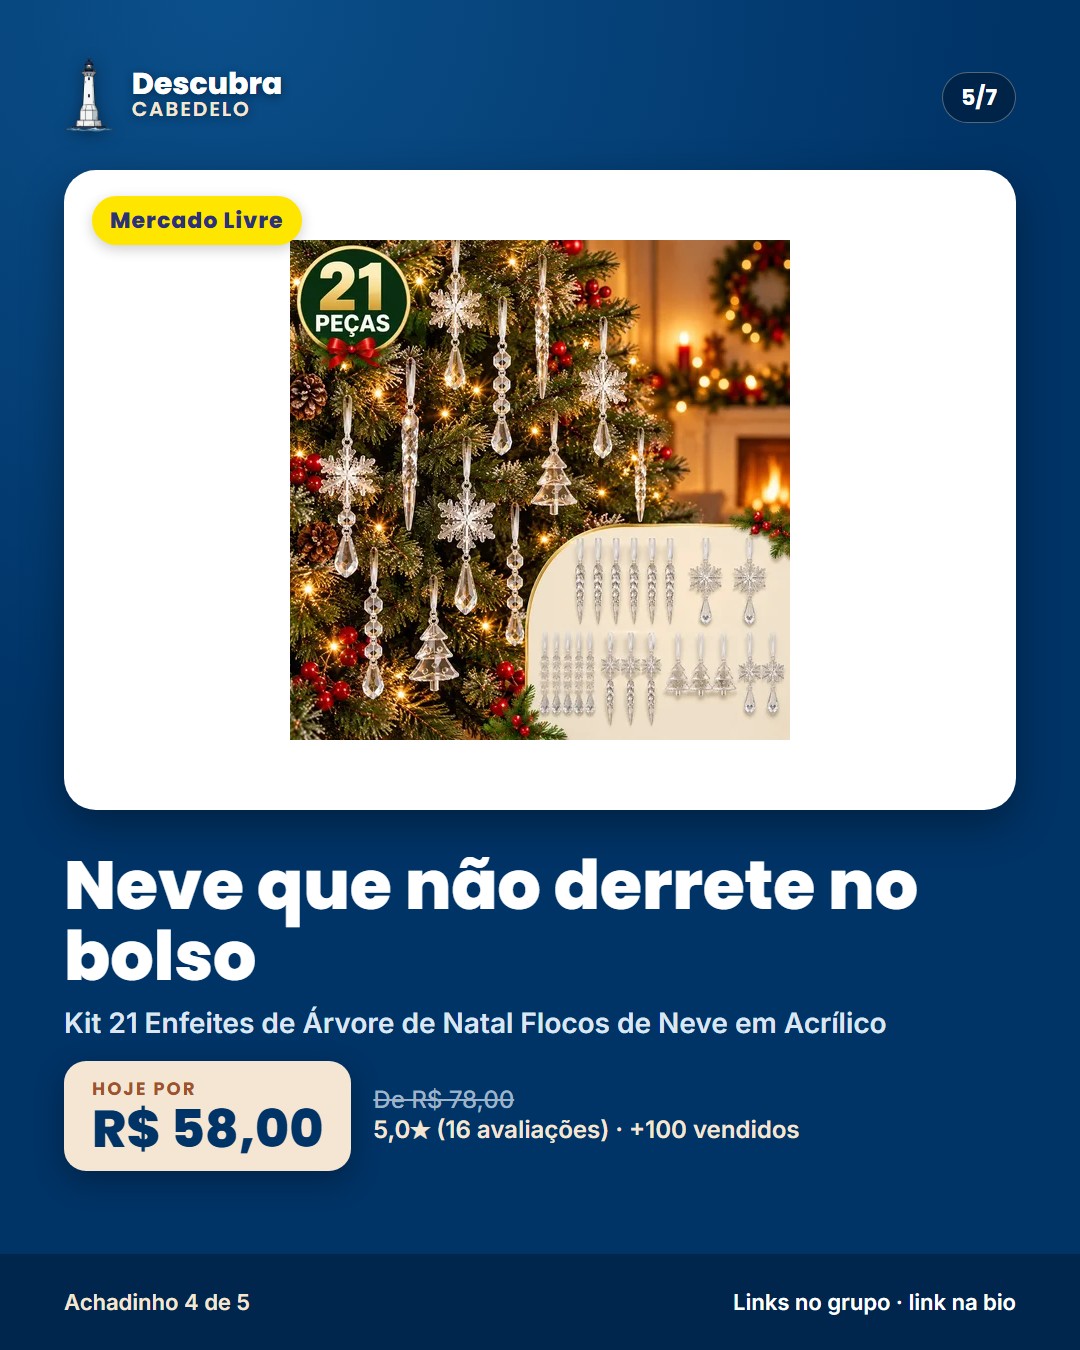 Descubra
CABEDELO
5/7
Mercado Livre
21
PEÇAS
Neve que não derrete no
bolso
Kit 21 Enfeites de Árvore de Natal Flocos de Neve em Acrílico
HOJE POR
R$ 58,00
De R$ 78,00
5,0★ (16 avaliações) · +100 vendidos
Achadinho 4 de 5
Links no grupo · link na bio